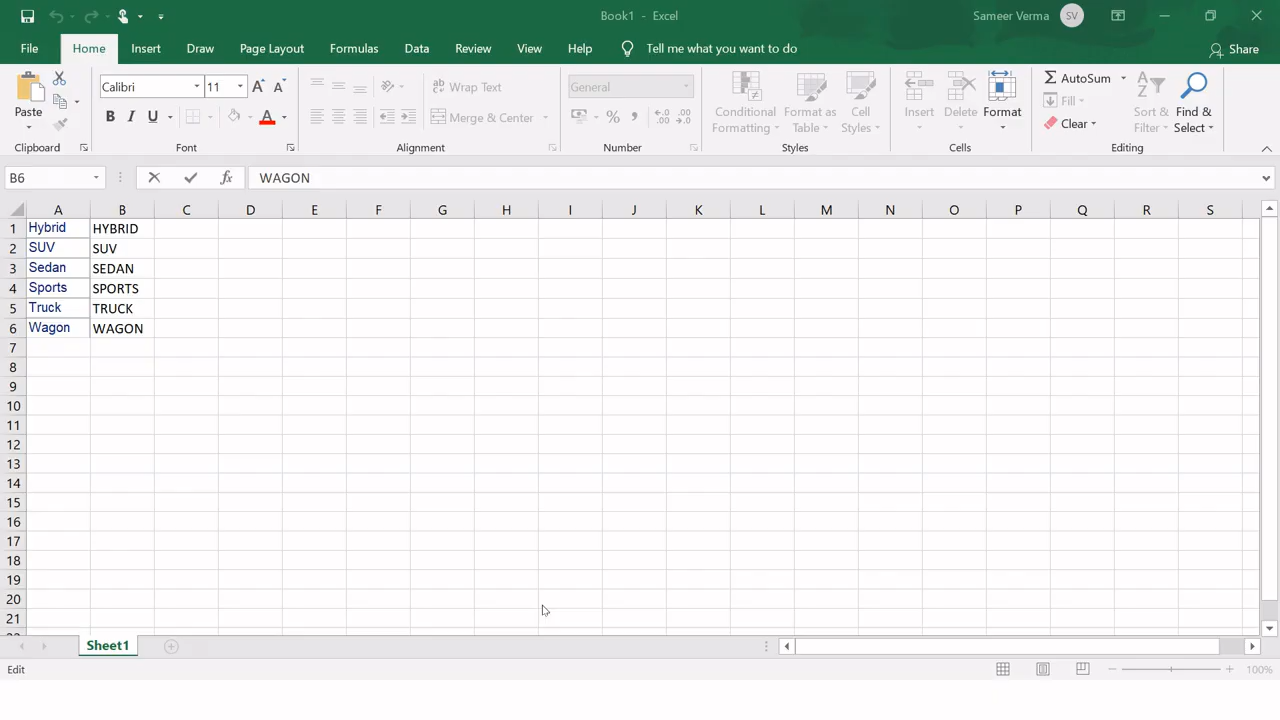 Book1 - Excel
Sameer Verma SV
File Home Insert Draw Page Layout Formulas Data Review View Help Tell me what you want to do Share
Calibri 11 Wrap Text General AutoSum
Paste B I U A Merge & Center % , Conditional Formatting Format as Table Cell Styles Insert Delete Format Fill Clear Sort & Filter Find & Select
Clipboard Font Alignment Number Styles Cells Editing
B6 fx WAGON
A B C D E F G H I J K L M N O P Q R S
1 Hybrid HYBRID
2 SUV SUV
3 Sedan SEDAN
4 Sports SPORTS
5 Truck TRUCK
6 Wagon WAGON
7
8
9
10
11
12
13
14
15
16
17
18
19
20
21
Sheet1
Edit 100%